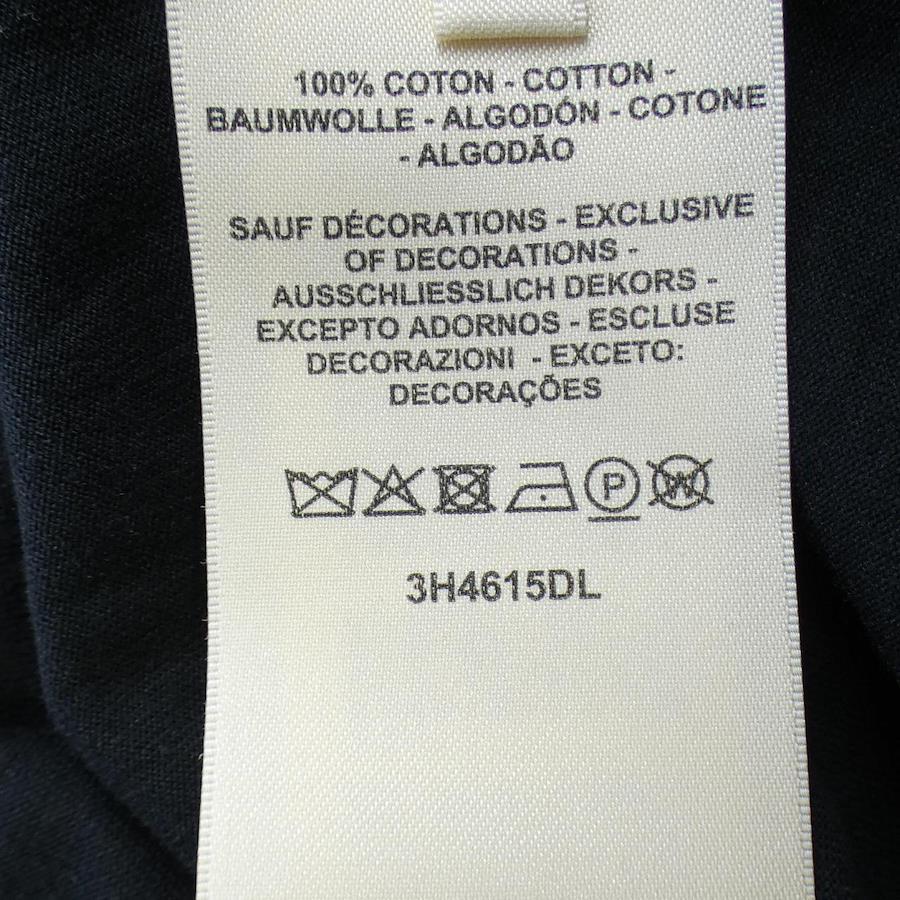 100% COTON - COTTON -
BAUMWOLLE - ALGODÓN - COTONE
- ALGODÃO
SAUF DÉCORATIONS - EXCLUSIVE
OF DECORATIONS -
AUSSCHLIESSLICH DEKORS -
EXCEPTO ADORNOS - ESCLUSE
DECORAZIONI - EXCETO:
DECORAÇÕES
P W
3H4615DL